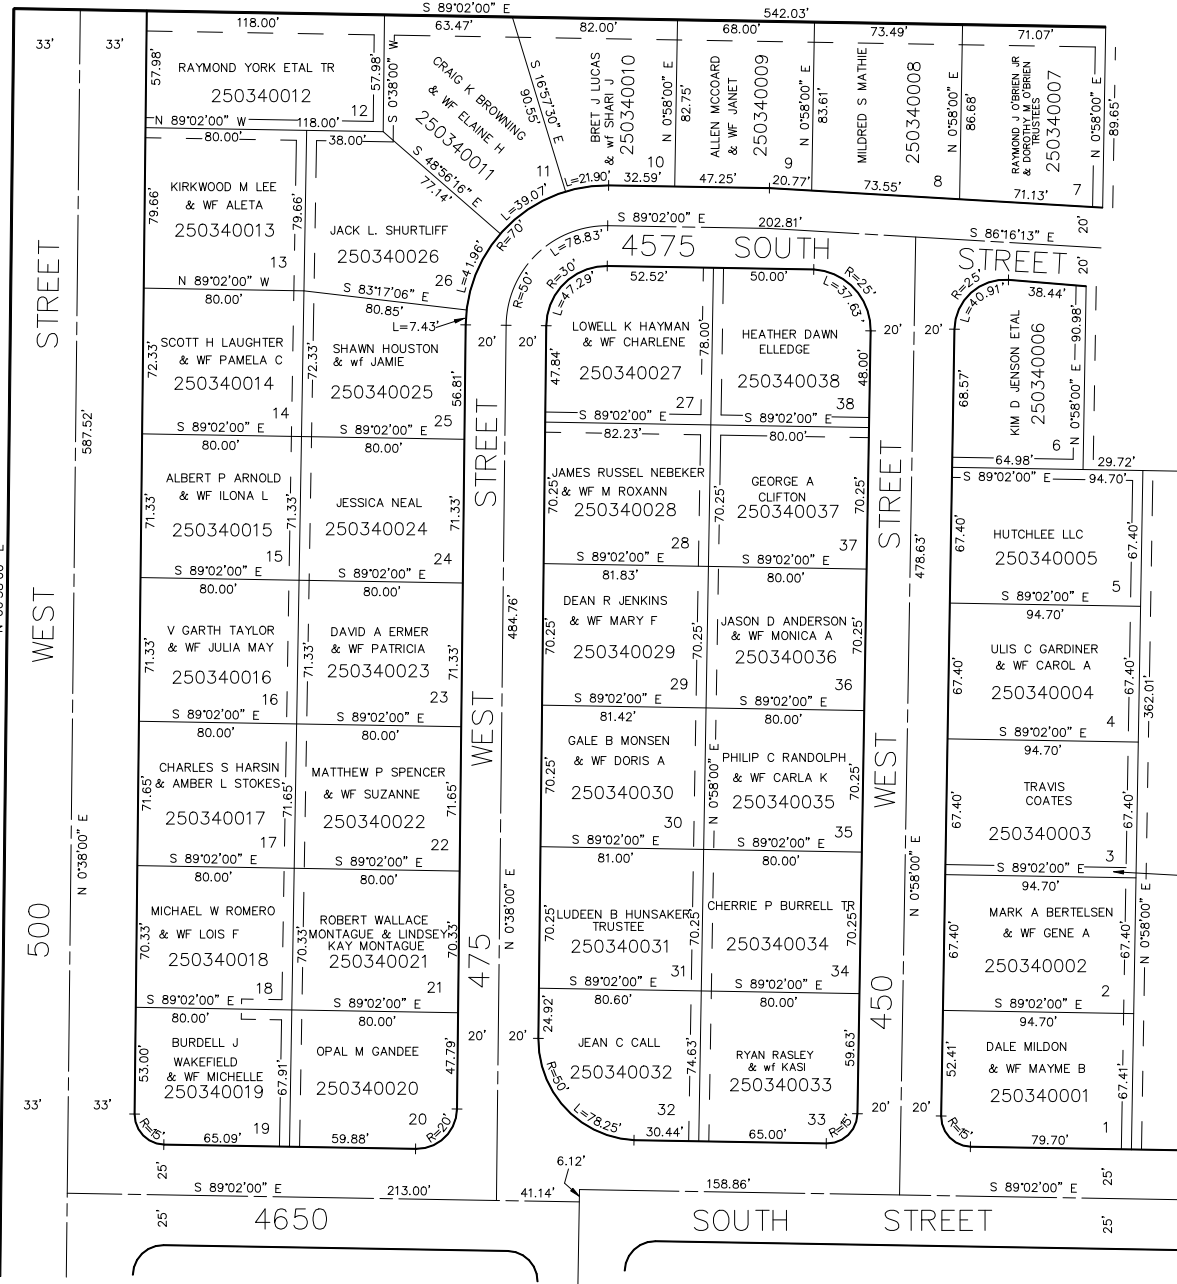 S 89°02'00" E
542.03'
33'
33'
118.00'
63.47'
82.00'
68.00'
73.49'
71.07'
57.98'
RAYMOND YORK ETAL TR
250340012
12
57.98'
S 0°38'00" W
N 89°02'00" W
118.00'
CRAIG K BROWNING
& WF ELAINE H
250340011
11
S 16°57'30" E
90.55'
BRET J LUCAS
& wf SHARI J
250340010
10
N 0°58'00" E
82.75'
ALLEN MCCOARD
& WF JANET
250340009
9
N 0°58'00" E
83.61'
MILDRED S MATHIE
250340008
8
N 0°58'00" E
86.68'
RAYMOND J O'BRIEN JR
& DOROTHY M O'BRIEN
TRUSTEES
250340007
7
N 0°58'00" E
89.65'
80.00'
38.00'
S 48°56'16" E
77.14'
L=39.07'
L=21.90'
32.59'
47.25'
20.77'
73.55'
71.13'
R=70'
KIRKWOOD M LEE
& WF ALETA
250340013
13
79.66'
79.66'
JACK L. SHURTLIFF
250340026
26
L=41.96'
S 89°02'00" E
202.81'
S 86°16'13" E
20'
20'
4575 SOUTH STREET
L=78.83'
R=50'
N 89°02'00" W
80.00'
S 83°17'06" E
80.85'
L=7.43'
R=30'
L=47.29'
52.52'
50.00'
R=25'
L=37.63'
R=25'
L=40.91'
38.44'
SCOTT H LAUGHTER
& WF PAMELA C
250340014
14
72.33'
72.33'
SHAWN HOUSTON
& wf JAMIE
250340025
25
56.81'
20'
20'
LOWELL K HAYMAN
& WF CHARLENE
250340027
27
47.84'
78.00'
HEATHER DAWN
ELLEDGE
250340038
38
48.00'
20'
20'
KIM D JENSON ETAL
250340006
6
68.57'
N 0°58'00" E
90.98'
S 89°02'00" E
80.00'
S 89°02'00" E
80.00'
S 89°02'00" E
82.23'
S 89°02'00" E
80.00'
64.98'
29.72'
S 89°02'00" E
94.70'
ALBERT P ARNOLD
& WF ILONA L
250340015
15
71.33'
71.33'
JESSICA NEAL
250340024
24
71.33'
JAMES RUSSEL NEBEKER
& WF M ROXANN
250340028
28
70.25'
70.25'
GEORGE A
CLIFTON
250340037
37
70.25'
HUTCHLEE LLC
250340005
5
67.40'
67.40'
S 89°02'00" E
80.00'
S 89°02'00" E
80.00'
S 89°02'00" E
81.83'
S 89°02'00" E
80.00'
S 89°02'00" E
94.70'
V GARTH TAYLOR
& WF JULIA MAY
250340016
16
71.33'
71.33'
DAVID A ERMER
& WF PATRICIA
250340023
23
71.33'
DEAN R JENKINS
& WF MARY F
250340029
29
70.25'
70.25'
JASON D ANDERSON
& WF MONICA A
250340036
36
70.25'
ULIS C GARDINER
& WF CAROL A
250340004
4
67.40'
67.40'
S 89°02'00" E
80.00'
S 89°02'00" E
80.00'
S 89°02'00" E
81.42'
S 89°02'00" E
80.00'
S 89°02'00" E
94.70'
CHARLES S HARSIN
& AMBER L STOKES
250340017
17
71.65'
71.65'
MATTHEW P SPENCER
& WF SUZANNE
250340022
22
71.65'
GALE B MONSEN
& WF DORIS A
250340030
30
70.25'
N 0°58'00" E
PHILIP C RANDOLPH
& WF CARLA K
250340035
35
70.25'
TRAVIS
COATES
250340003
3
67.40'
67.40'
S 89°02'00" E
80.00'
S 89°02'00" E
80.00'
S 89°02'00" E
81.00'
S 89°02'00" E
80.00'
S 89°02'00" E
94.70'
MICHAEL W ROMERO
& WF LOIS F
250340018
18
70.33'
70.33'
ROBERT WALLACE
MONTAGUE & LINDSEY
KAY MONTAGUE
250340021
21
70.33'
LUDEEN B HUNSAKER
TRUSTEE
250340031
31
70.25'
70.25'
CHERRIE P BURRELL TR
250340034
34
70.25'
MARK A BERTELSEN
& WF GENE A
250340002
2
67.40'
67.40'
S 89°02'00" E
80.00'
S 89°02'00" E
80.00'
S 89°02'00" E
80.60'
S 89°02'00" E
80.00'
S 89°02'00" E
94.70'
BURDELL J
WAKEFIELD
& WF MICHELLE
250340019
19
53.00'
67.91'
OPAL M GANDEE
250340020
20
47.79'
20'
20'
24.92'
JEAN C CALL
250340032
32
74.63'
RYAN RASLEY
& wf KASI
250340033
33
59.63'
20'
20'
52.41'
DALE MILDON
& WF MAYME B
250340001
1
67.41'
33'
33'
R=15'
65.09'
59.88'
R=20'
R=50'
L=78.25'
30.44'
65.00'
R=15'
R=15'
79.70'
500 WEST STREET
587.52'
N 0°38'00" E
475 WEST STREET
484.76'
N 0°38'00" E
450 WEST STREET
478.63'
N 0°58'00" E
362.01'
N 0°58'00" E
25'
6.12'
25'
S 89°02'00" E
213.00'
41.14'
158.86'
S 89°02'00" E
25'
25'
4650 SOUTH STREET